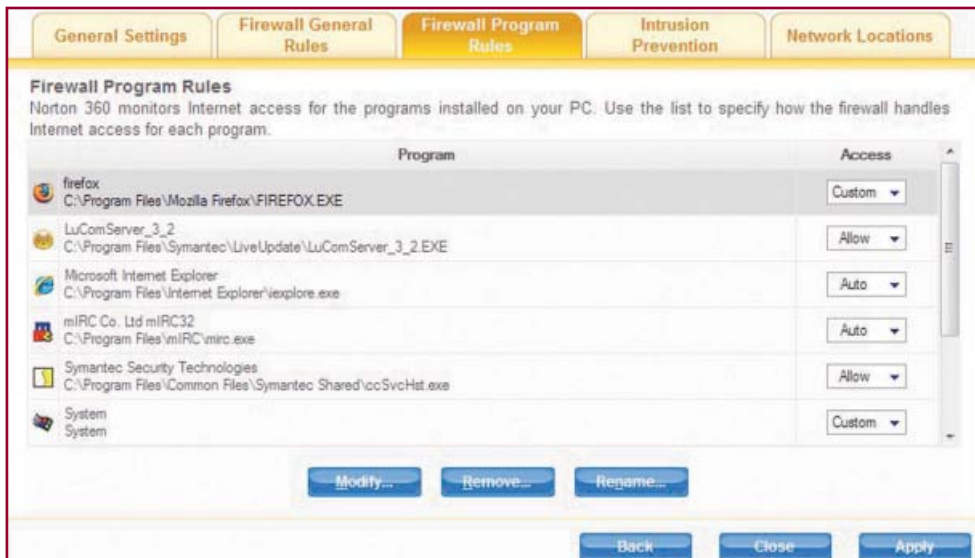 General Settings
Firewall General
Rules
Firewall Program
Rules
Intrusion
Prevention
Network Locations
Firewall Program Rules
Norton 360 monitors Internet access for the programs installed on your PC. Use the list to specify how the firewall handles
Internet access for each program.
Program
Access
firefox
C:\Program Files\Mozilla Firefox\FIREFOX.EXE
Custom
LuComServer_3_2
C:\Program Files\Symantec\LiveUpdate\LuComServer_3_2.EXE
Allow
Microsoft Internet Explorer
C:\Program Files\Internet Explorer\iexplore.exe
Auto
mIRC Co. Ltd mIRC32
C:\Program Files\mIRC\mirc.exe
Auto
Symantec Security Technologies
C:\Program Files\Common Files\Symantec Shared\ccSvcHst.exe
Allow
System
System
Custom
Modify...
Remove...
Rename...
Back
Close
Apply